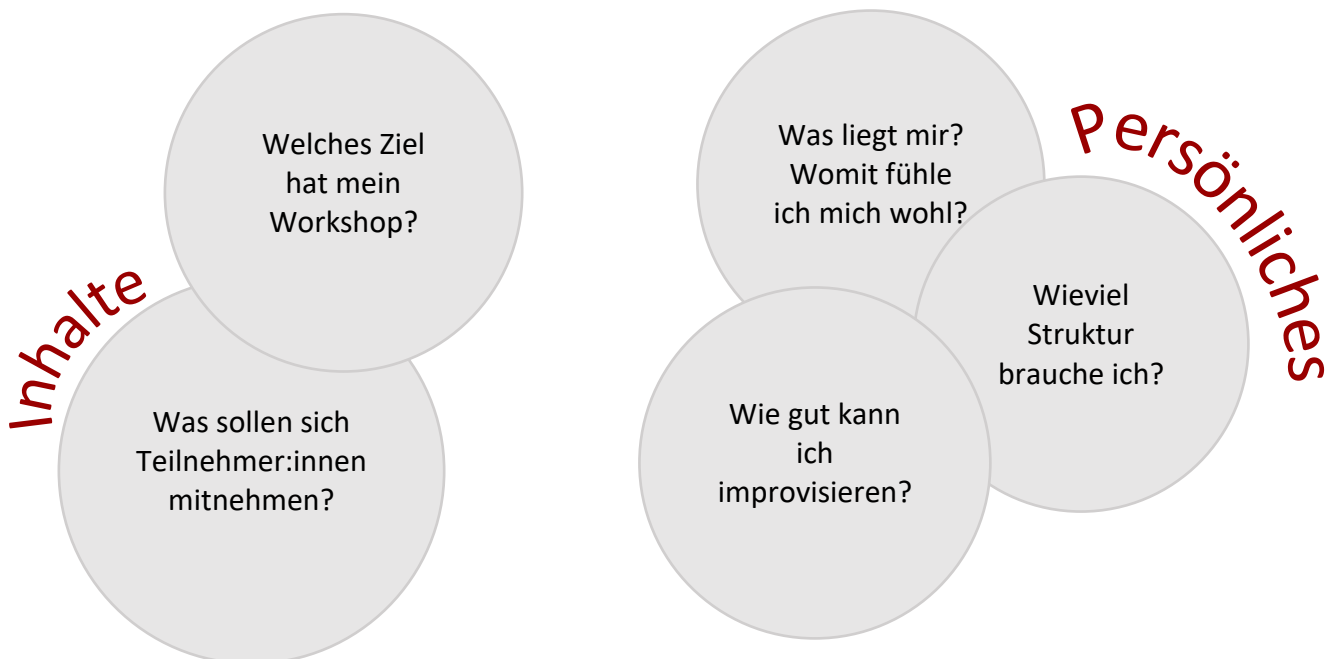 Inhalte
Welches Ziel
hat mein
Workshop?
Was sollen sich
Teilnehmer:innen
mitnehmen?
Persönliches
Was liegt mir?
Womit fühle
ich mich wohl?
Wieviel
Struktur
brauche ich?
Wie gut kann
ich
improvisieren?